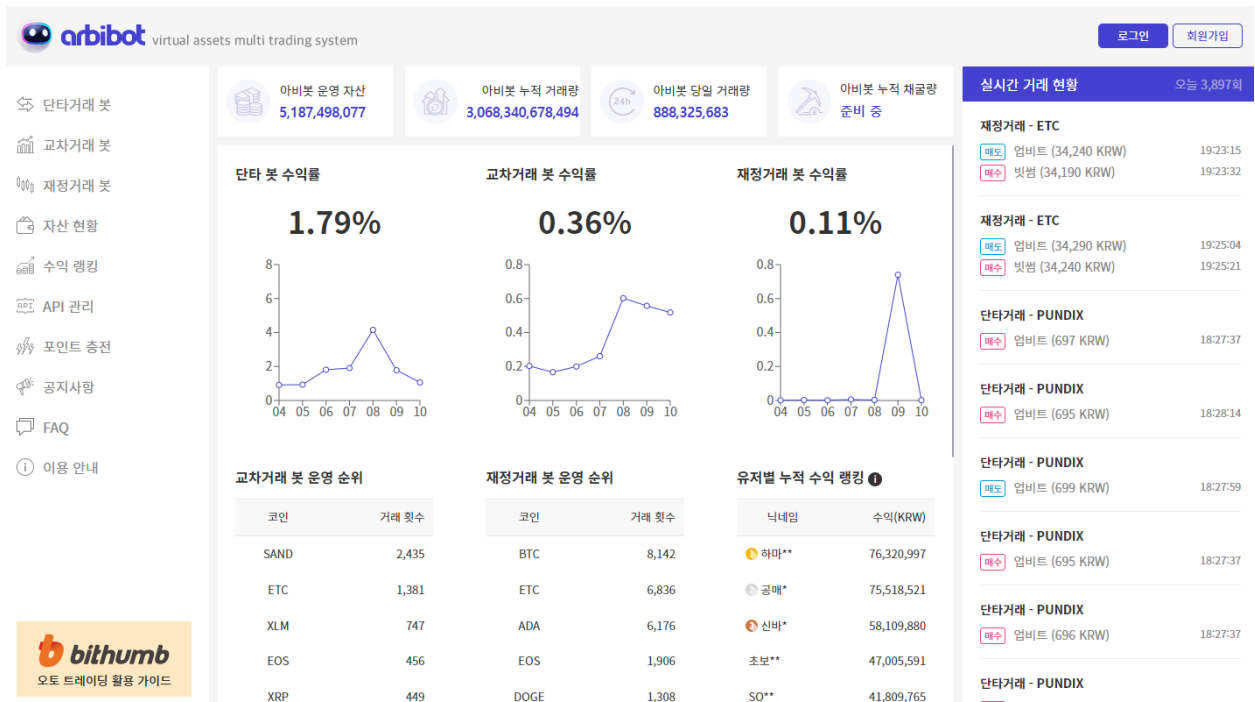 arbibot virtual assets multi trading system
로그인 회원가입
단타거래 봇
교차거래 봇
재정거래 봇
자산 현황
수익 랭킹
API API 관리
포인트 충전
공지사항
FAQ
이용 안내
bithumb
오토 트레이딩 활용 가이드
아비봇 운영 자산
5,187,498,077
아비봇 누적 거래량
3,068,340,678,494
24h
아비봇 당일 거래량
888,325,683
아비봇 누적 채굴량
준비 중
단타 봇 수익률
1.79%
8
6
4
2
0
04 05 06 07 08 09 10
교차거래 봇 수익률
0.36%
0.8
0.6
0.4
0.2
0
04 05 06 07 08 09 10
재정거래 봇 수익률
0.11%
0.8
0.6
0.4
0.2
0
04 05 06 07 08 09 10
교차거래 봇 운영 순위
코인 거래 횟수
SAND 2,435
ETC 1,381
XLM 747
EOS 456
XRP 449
재정거래 봇 운영 순위
코인 거래 횟수
BTC 8,142
ETC 6,836
ADA 6,176
EOS 1,906
DOGE 1,308
유저별 누적 수익 랭킹 i
닉네임 수익(KRW)
하마** 76,320,997
공매* 75,518,521
신바* 58,109,880
초보** 47,005,591
SO** 41,809,765
실시간 거래 현황 오늘 3,897회
재정거래 - ETC
매도 업비트 (34,240 KRW) 19:23:15
매수 빗썸 (34,190 KRW) 19:23:32
재정거래 - ETC
매도 업비트 (34,290 KRW) 19:25:04
매수 빗썸 (34,240 KRW) 19:25:21
단타거래 - PUNDIX
매수 업비트 (697 KRW) 18:27:37
단타거래 - PUNDIX
매수 업비트 (695 KRW) 18:28:14
단타거래 - PUNDIX
매도 업비트 (699 KRW) 18:27:59
단타거래 - PUNDIX
매수 업비트 (695 KRW) 18:27:37
단타거래 - PUNDIX
매수 업비트 (696 KRW) 18:27:37
단타거래 - PUNDIX